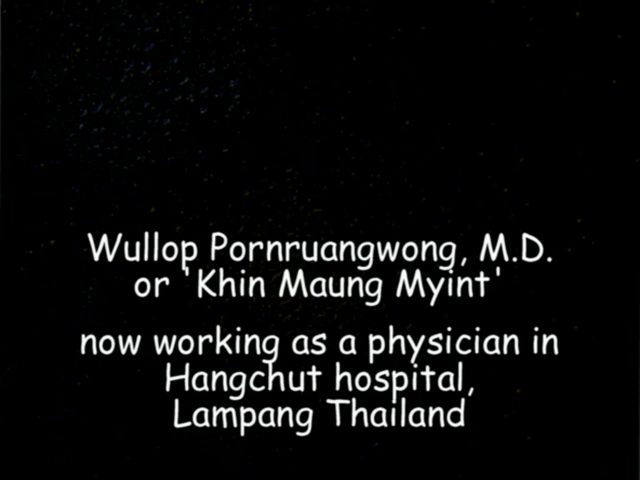 Wullop Pornruangwong, M.D.
or 'Khin Maung Myint'
now working as a physician in
Hangchut hospital,
Lampang Thailand